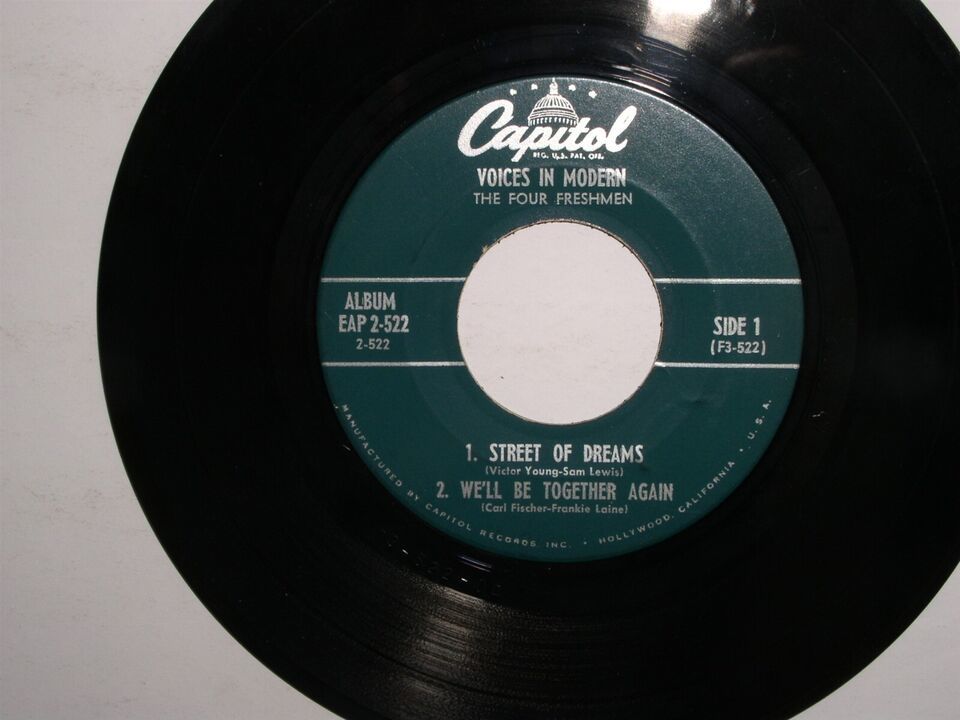 Capitol
REG. U.S. PAT. OFF.
VOICES IN MODERN
THE FOUR FRESHMEN
ALBUM
EAP 2-522
2-522
SIDE 1
(F3-522)
1. STREET OF DREAMS
(Victor Young-Sam Lewis)
2. WE'LL BE TOGETHER AGAIN
(Carl Fischer-Frankie Laine)
MANUFACTURED BY CAPITOL RECORDS, INC. • HOLLYWOOD, CALIFORNIA • U.S.A.